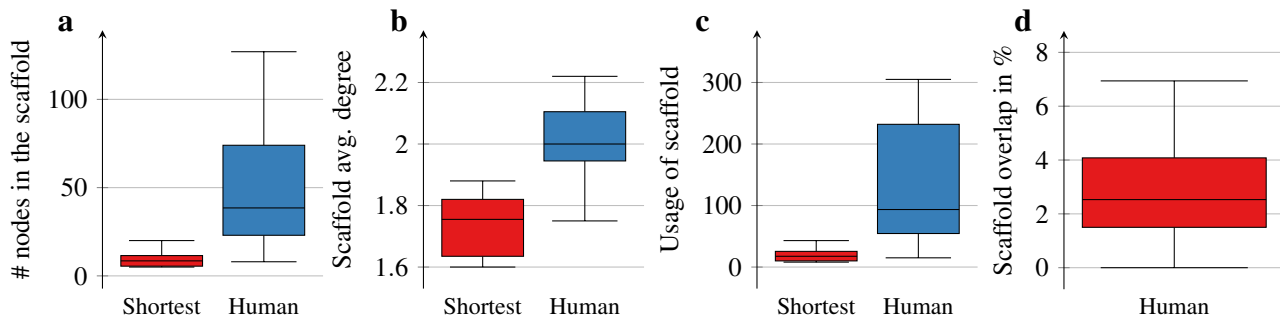 a
# nodes in the scaffold
100
50
0
Shortest
Human
b
Scaffold avg. degree
2.2
2
1.8
1.6
Shortest
Human
c
Usage of scaffold
300
200
100
0
Shortest
Human
d
Scaffold overlap in %
8
6
4
2
0
Human